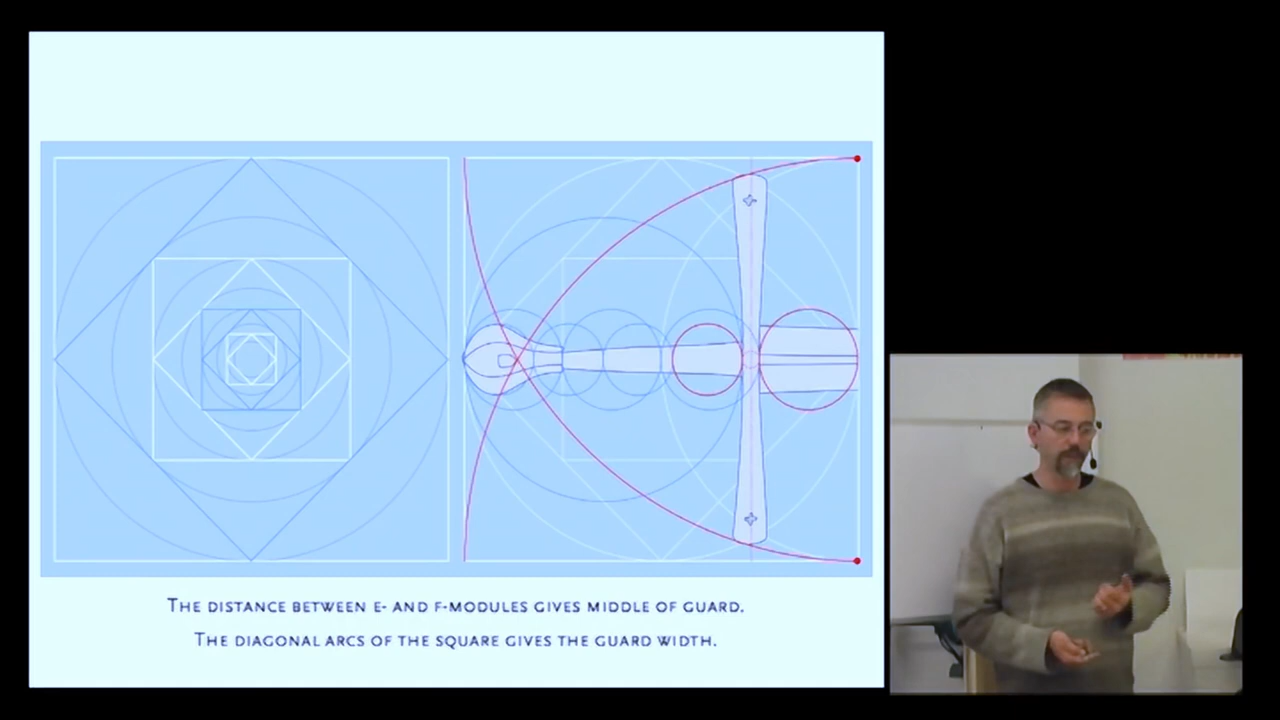 THE DISTANCE BETWEEN E- AND F-MODULES GIVES MIDDLE OF GUARD.
THE DIAGONAL ARCS OF THE SQUARE GIVES THE GUARD WIDTH.